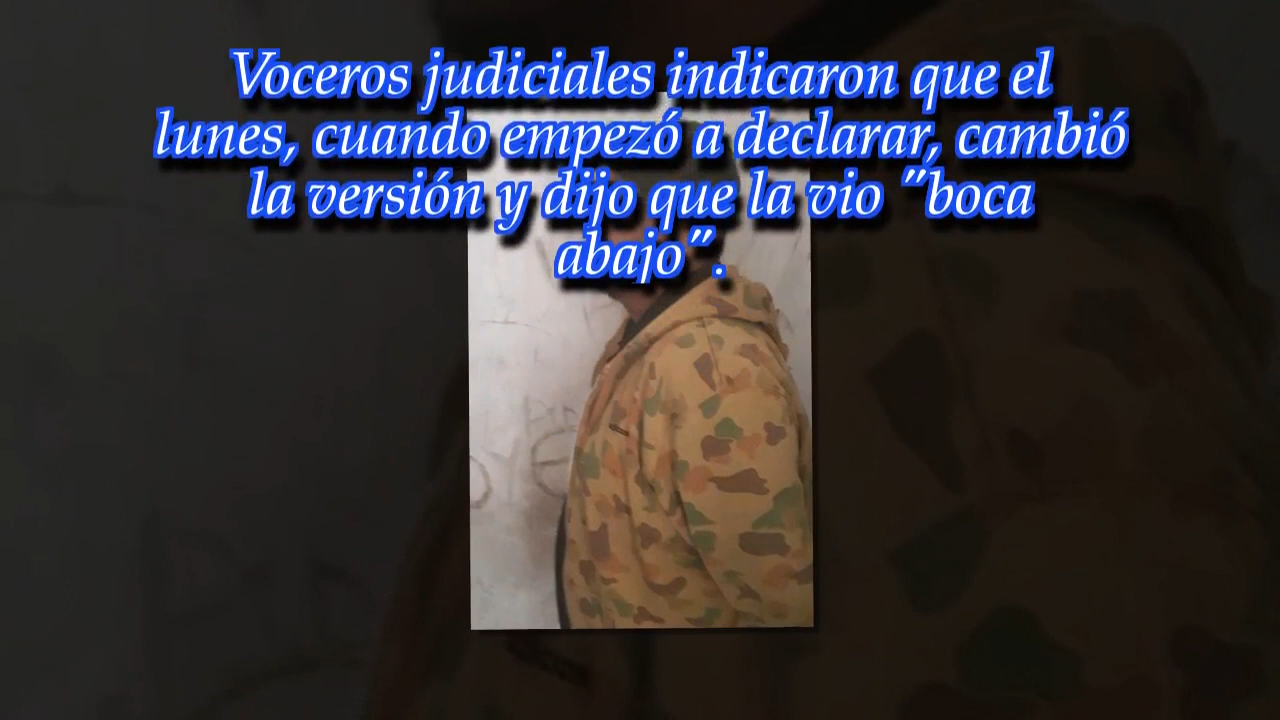 Voceros judiciales indicaron que el
lunes, cuando empezó a declarar, cambió
la versión y dijo que la vio "boca
abajo".